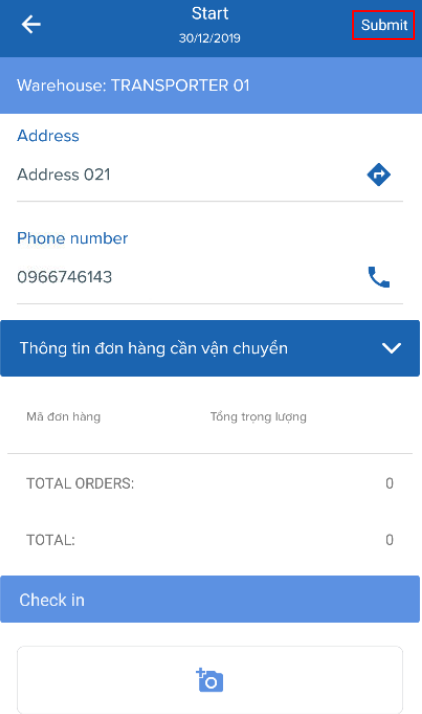 Start
Submit
30/12/2019
Warehouse: TRANSPORTER 01
Address
Address 021
Phone number
0966746143
Thông tin đơn hàng cần vận chuyển
Mã đơn hàng Tổng trọng lượng
TOTAL ORDERS: 0
TOTAL: 0
Check in